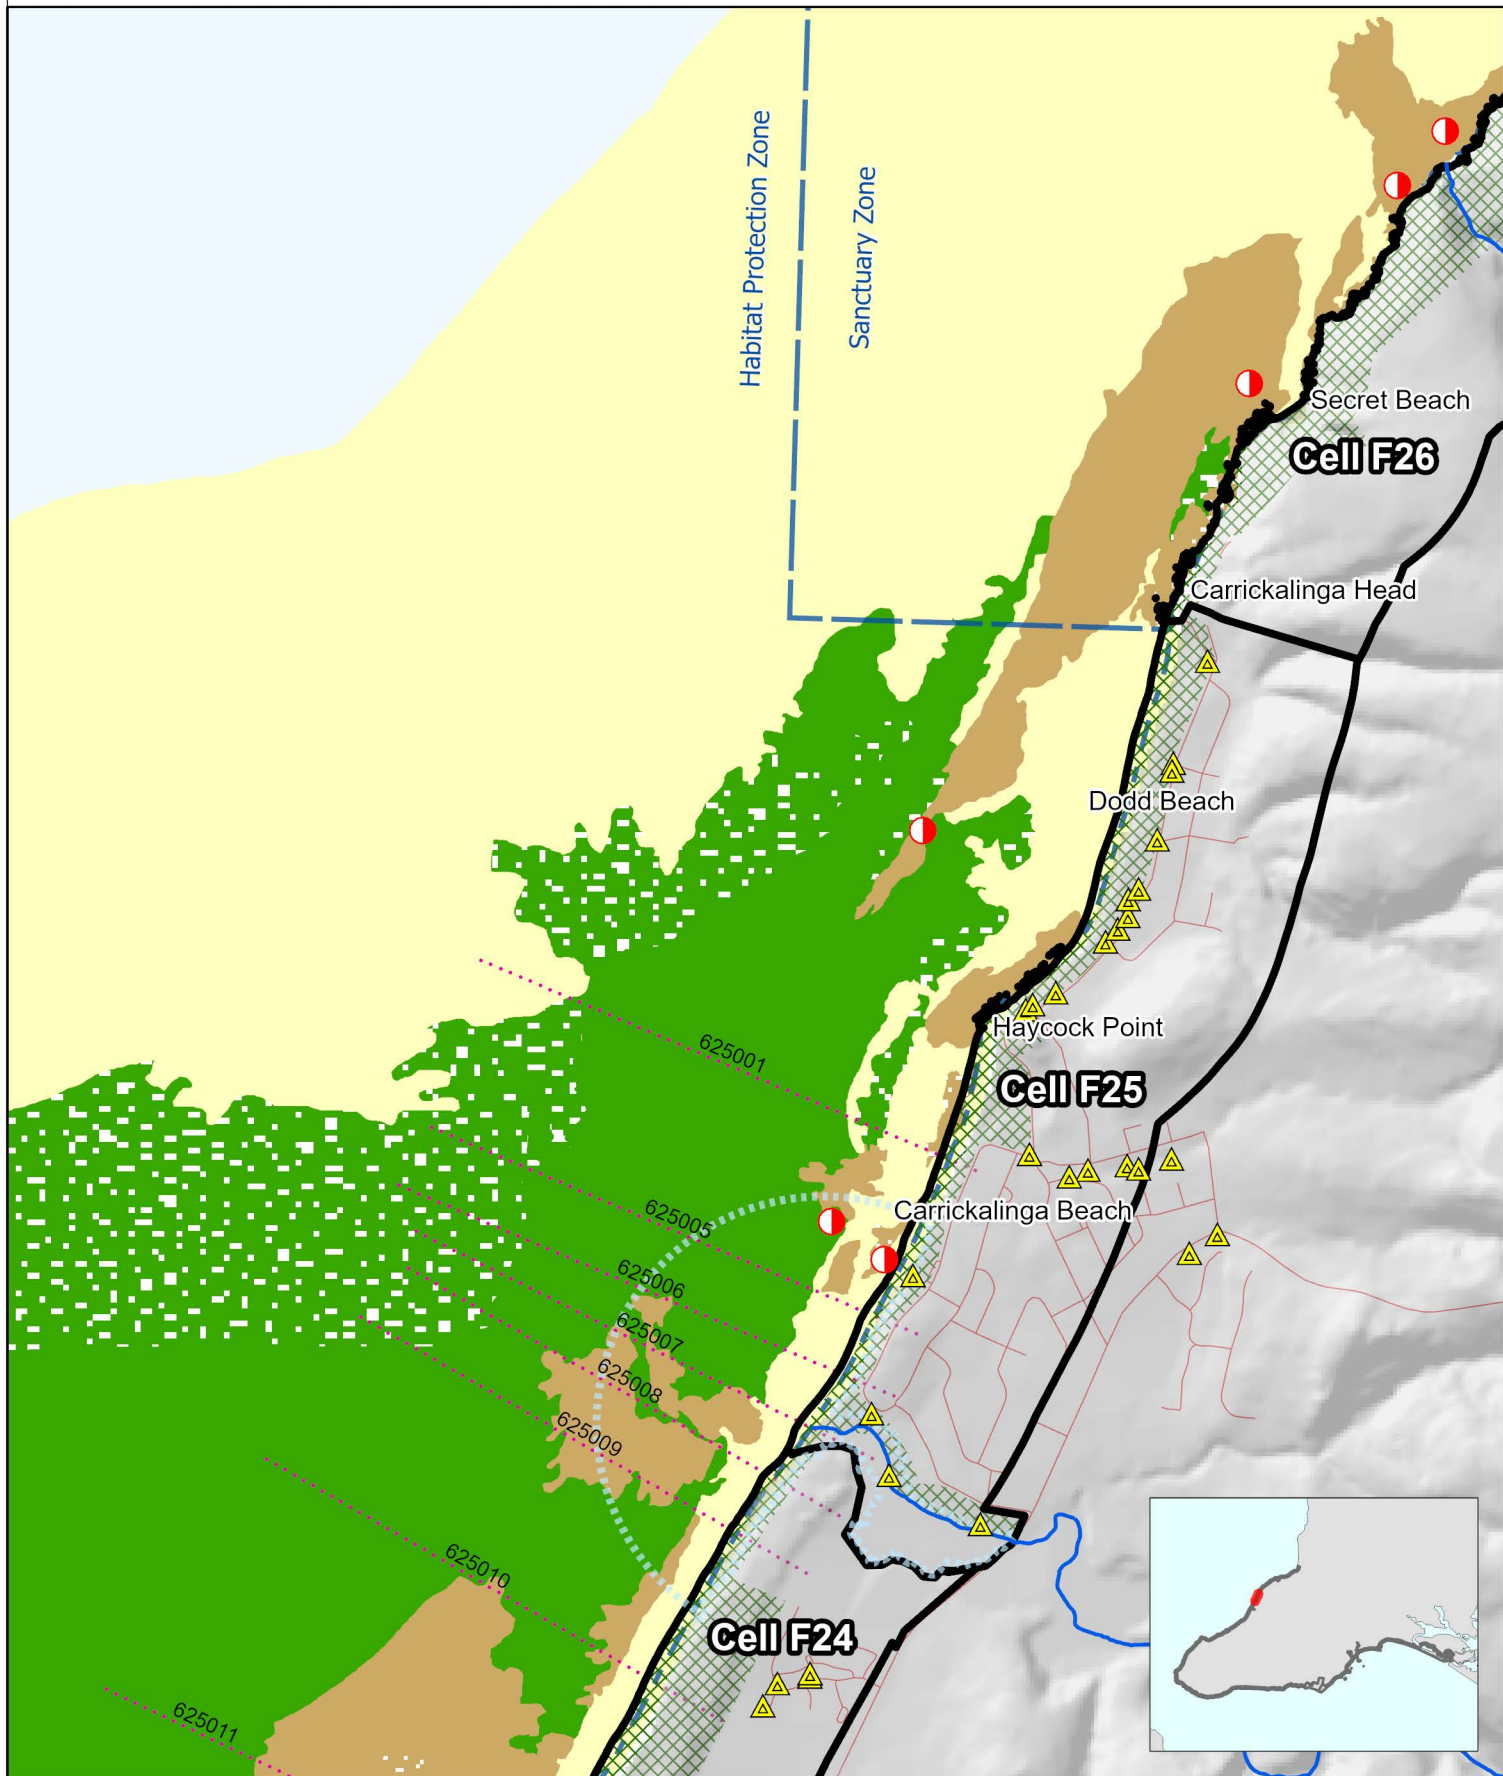 Habitat Protection Zone
Sanctuary Zone
Secret Beach
Cell F26
Carrickalinga Head
Dodd Beach
Haycock Point
625001
Cell F25
Carrickalinga Beach
625005
625006
625007
625008
625009
625010
Cell F24
625011